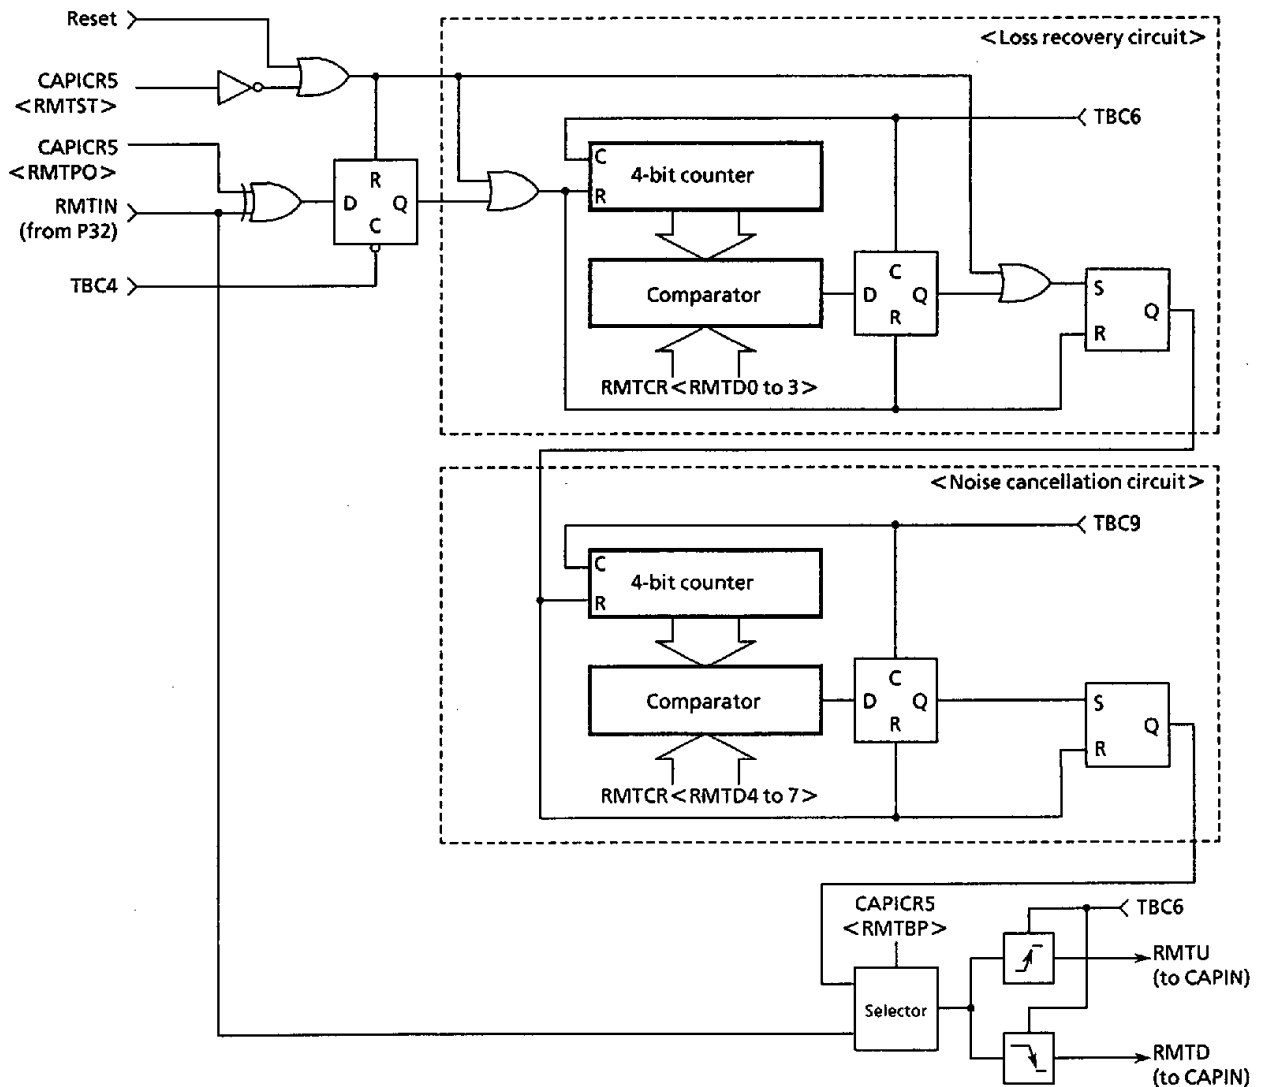 Reset
<Loss recovery circuit>
CAPICR5
<RMTST>
TBC6
CAPICR5
<RMTPO>
C
4-bit counter
R
R
D
Q
C
RMTIN
(from P32)
TBC4
Comparator
C
D
Q
R
S
Q
R
RMTCR<RMTD0 to 3>
<Noise cancellation circuit>
TBC9
C
4-bit counter
R
Comparator
C
D
Q
R
S
Q
R
RMTCR<RMTD4 to 7>
CAPICR5
<RMTBP>
TBC6
Selector
RMTU
(to CAPIN)
RMTD
(to CAPIN)